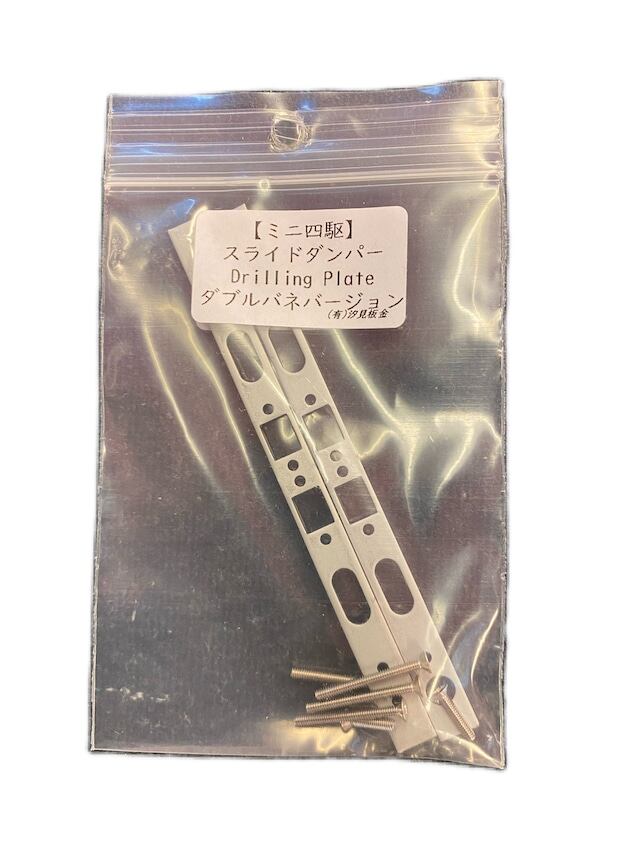 【ミニ四駆】
スライドダンパー
Drilling Plate
ダブルバネバージョン
(有)汐見板金